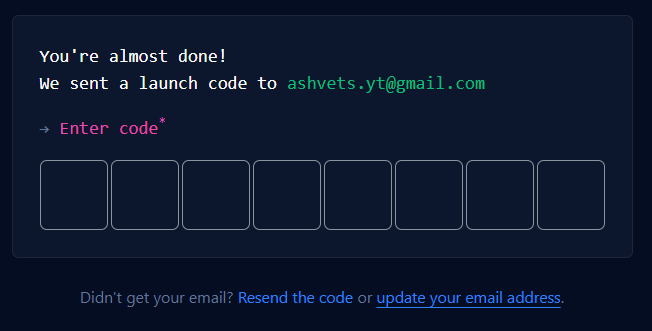 You're almost done!
We sent a launch code to ashvets.yt@gmail.com
→ Enter code*
Didn't get your email? Resend the code or update your email address.